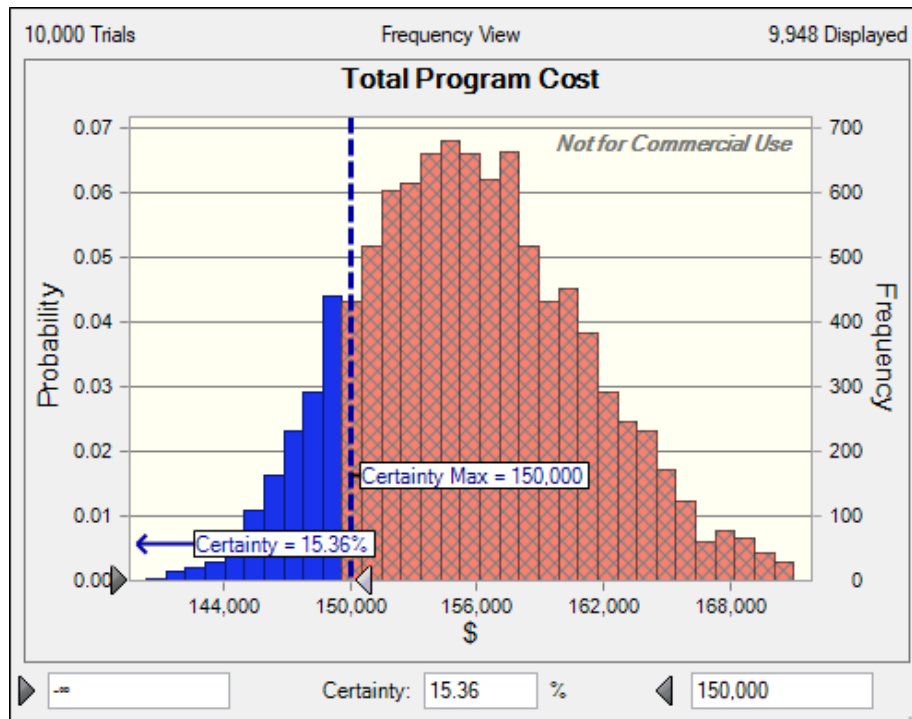 10,000 Trials
Frequency View
9,948 Displayed
Total Program Cost
Not for Commercial Use
0.07
0.06
0.05
0.04
0.03
0.02
0.01
0.00
Probability
700
600
500
400
300
200
100
0
Frequency
Certainty Max = 150,000
Certainty = 15.36%
144,000
150,000
156,000
162,000
168,000
$
-∞
Certainty: 15.36 %
150,000